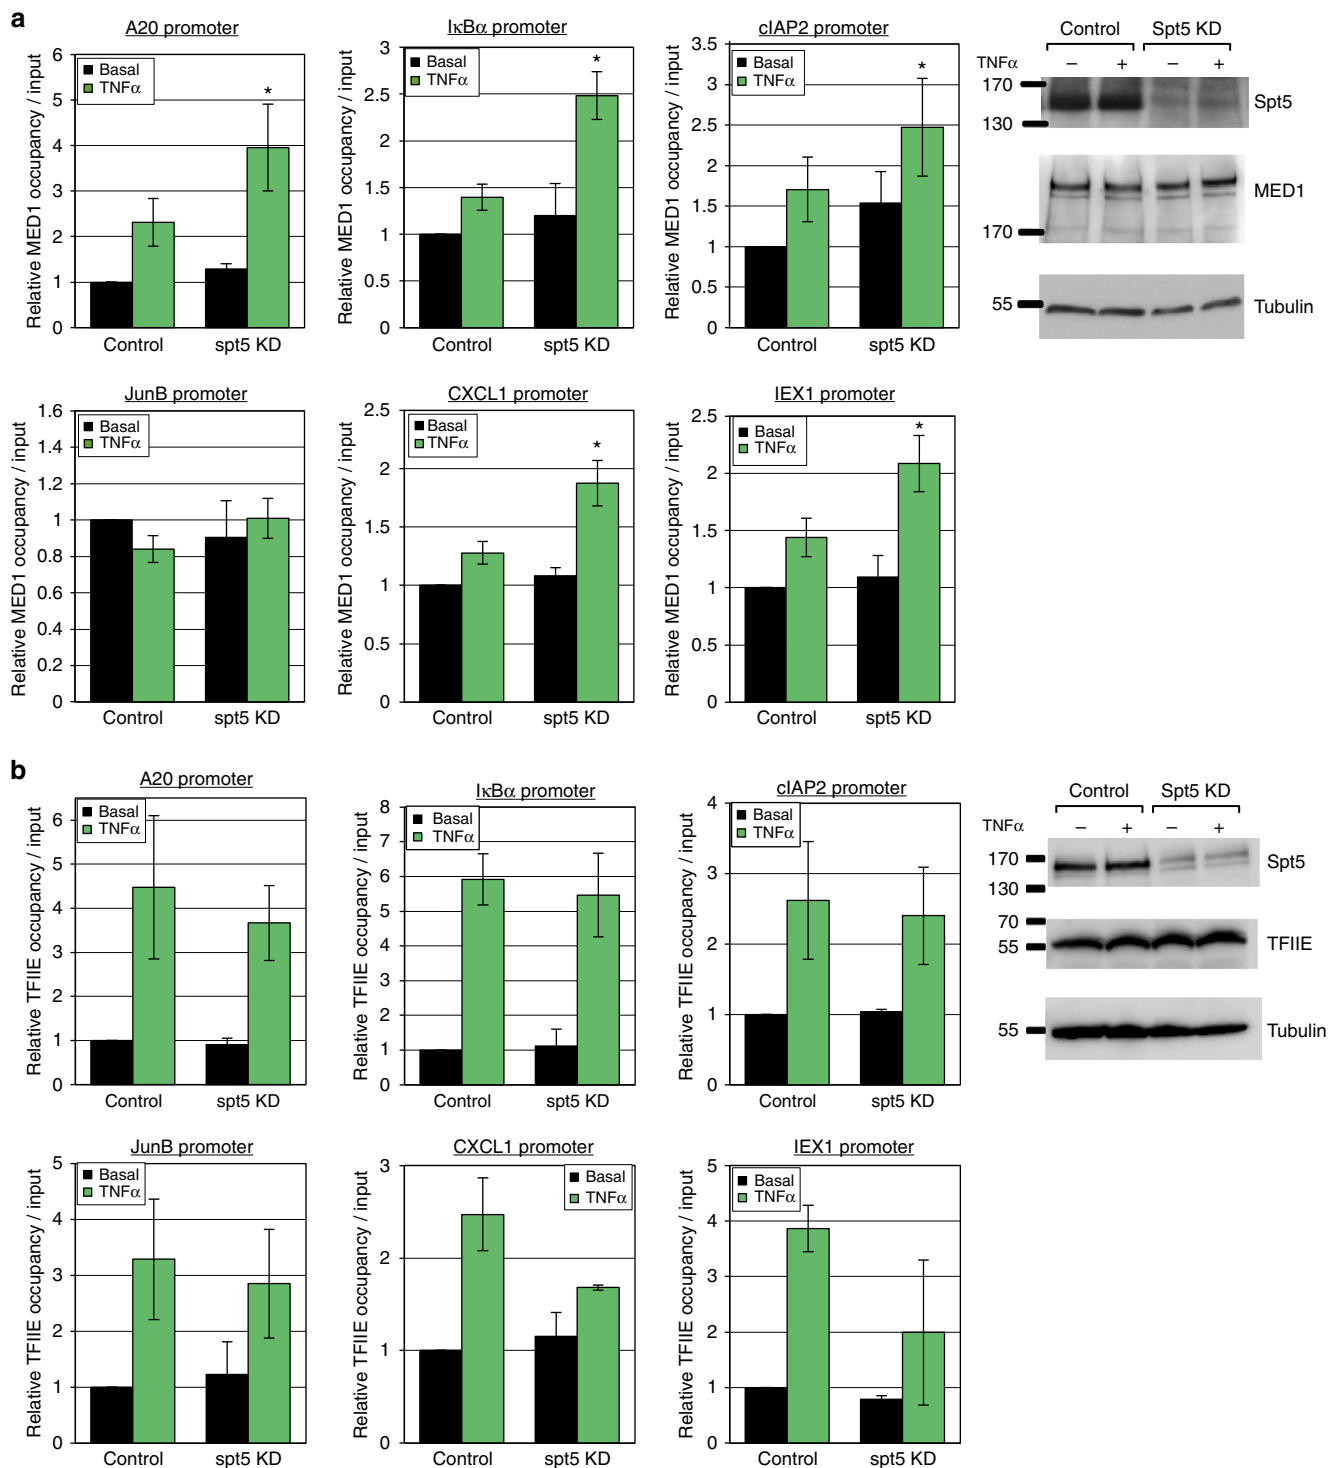 a
A20 promoter
Relative MED1 occupancy / input
6
5
4
3
2
1
0
Basal
TNFα
*
Control
spt5 KD
IκBα promoter
Relative MED1 occupancy / input
3
2.5
2
1.5
1
0.5
0
Basal
TNFα
*
Control
spt5 KD
cIAP2 promoter
Relative MED1 occupancy / input
3.5
3
2.5
2
1.5
1
0.5
0
Basal
TNFα
*
Control
spt5 KD
Control
Spt5 KD
TNFα
− + − +
170
130
Spt5
MED1
170
55
Tubulin
JunB promoter
Relative MED1 occupancy / input
1.6
1.4
1.2
1
0.8
0.6
0.4
0.2
0
Basal
TNFα
Control
spt5 KD
CXCL1 promoter
Relative MED1 occupancy / input
2.5
2
1.5
1
0.5
0
Basal
TNFα
*
Control
spt5 KD
IEX1 promoter
Relative MED1 occupancy / input
2.5
2
1.5
1
0.5
0
Basal
TNFα
*
Control
spt5 KD
b
A20 promoter
Relative TFIIE occupancy / input
6
5
4
3
2
1
0
Basal
TNFα
Control
spt5 KD
IκBα promoter
Relative TFIIE occupancy / input
8
7
6
5
4
3
2
1
0
Basal
TNFα
Control
spt5 KD
cIAP2 promoter
Relative TFIIE occupancy / input
4
3
2
1
0
Basal
TNFα
Control
spt5 KD
Control
Spt5 KD
TNFα
− + − +
170
130
Spt5
70
55
TFIIE
55
Tubulin
JunB promoter
Relative TFIIE occupancy / input
5
4
3
2
1
0
Basal
TNFα
Control
spt5 KD
CXCL1 promoter
Relative TFIIE occupancy / input
3
2.5
2
1.5
1
0.5
0
Basal
TNFα
Control
spt5 KD
IEX1 promoter
Relative TFIIE occupancy / input
5
4
3
2
1
0
Basal
TNFα
Control
spt5 KD